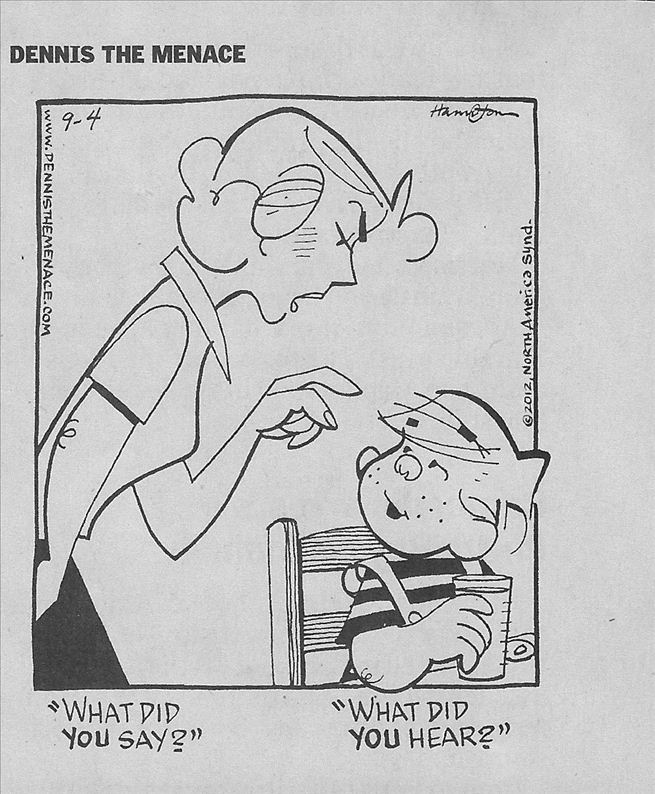 DENNIS THE MENACE
9-4
Hamilton
WWW.DENNISTHEMENACE.COM
©2012, NORTH America Synd-
"WHAT DID
YOU SAY?"
"WHAT DID
YOU HEAR?"